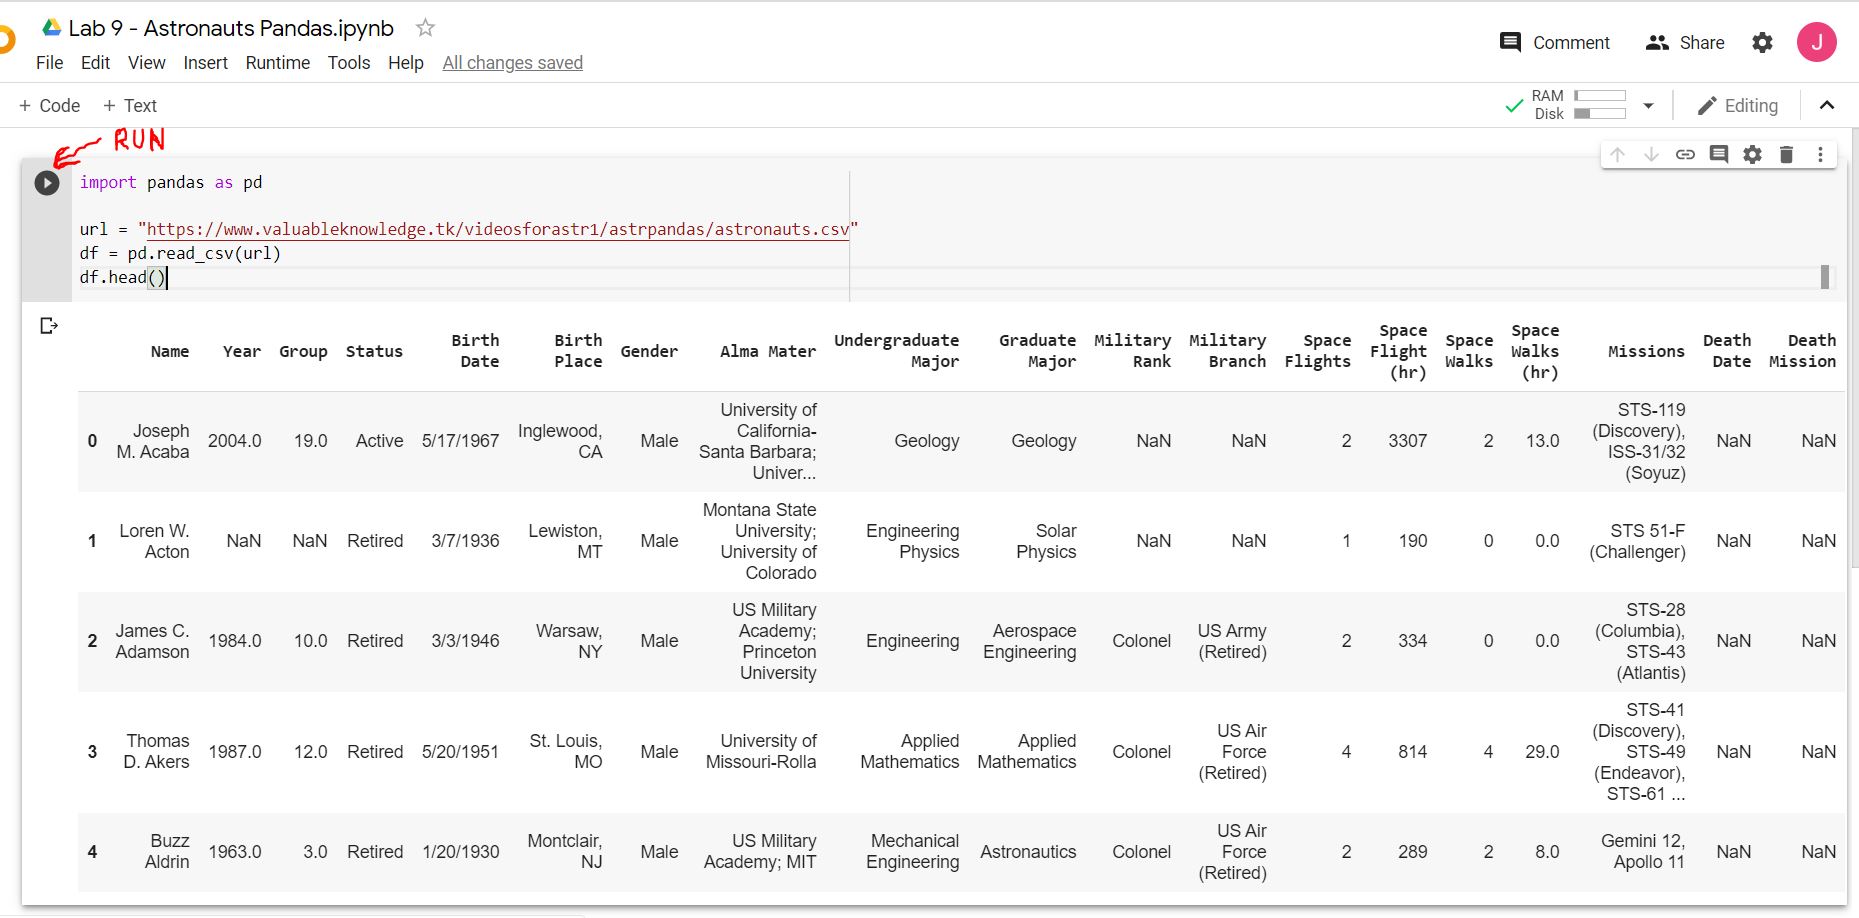 Lab 9 - Astronauts Pandas.ipynb
Comment Share J
File Edit View Insert Runtime Tools Help All changes saved
+ Code + Text
RAM
Disk
Editing
RUN
import pandas as pd
url = "https://www.valuableknowledge.tk/videosforastr1/astrpandas/astronauts.csv"
df = pd.read_csv(url)
df.head()
Name Year Group Status Birth Date Birth Place Gender Alma Mater Undergraduate Major Graduate Major Military Rank Military Branch Space Flights Space Flight (hr) Space Walks Space Walks (hr) Missions Death Date Death Mission
0 Joseph M. Acaba 2004.0 19.0 Active 5/17/1967 Inglewood, CA Male University of California-Santa Barbara; Univer... Geology Geology NaN NaN 2 3307 2 13.0 STS-119 (Discovery), ISS-31/32 (Soyuz) NaN NaN
1 Loren W. Acton NaN NaN Retired 3/7/1936 Lewiston, MT Male Montana State University; University of Colorado Engineering Physics Solar Physics NaN NaN 1 190 0 0.0 STS 51-F (Challenger) NaN NaN
2 James C. Adamson 1984.0 10.0 Retired 3/3/1946 Warsaw, NY Male US Military Academy; Princeton University Engineering Aerospace Engineering Colonel US Army (Retired) 2 334 0 0.0 STS-28 (Columbia), STS-43 (Atlantis) NaN NaN
3 Thomas D. Akers 1987.0 12.0 Retired 5/20/1951 St. Louis, MO Male University of Missouri-Rolla Applied Mathematics Applied Mathematics Colonel US Air Force (Retired) 4 814 4 29.0 STS-41 (Discovery), STS-49 (Endeavor), STS-61 ... NaN NaN
4 Buzz Aldrin 1963.0 3.0 Retired 1/20/1930 Montclair, NJ Male US Military Academy; MIT Mechanical Engineering Astronautics Colonel US Air Force (Retired) 2 289 2 8.0 Gemini 12, Apollo 11 NaN NaN